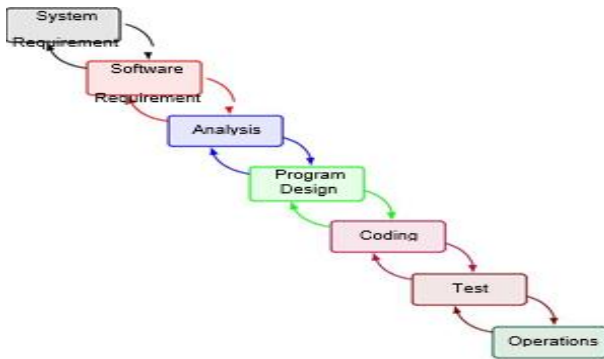 System
Requirement
Software
Requirement
Analysis
Program
Design
Coding
Test
Operations